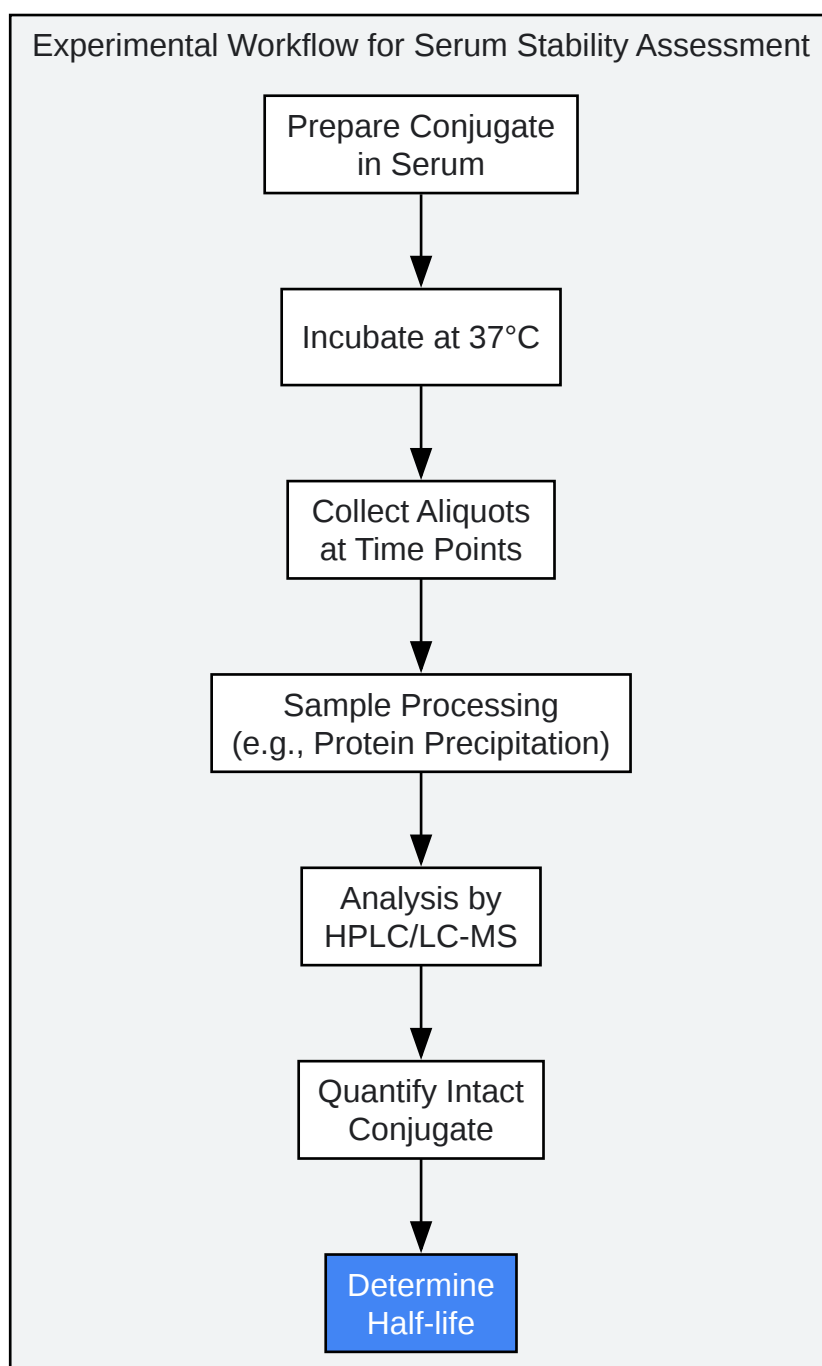 Experimental Workflow for Serum Stability Assessment
Prepare Conjugate
in Serum
Incubate at 37°C
Collect Aliquots
at Time Points
Sample Processing
(e.g., Protein Precipitation)
Analysis by
HPLC/LC-MS
Quantify Intact
Conjugate
Determine
Half-life